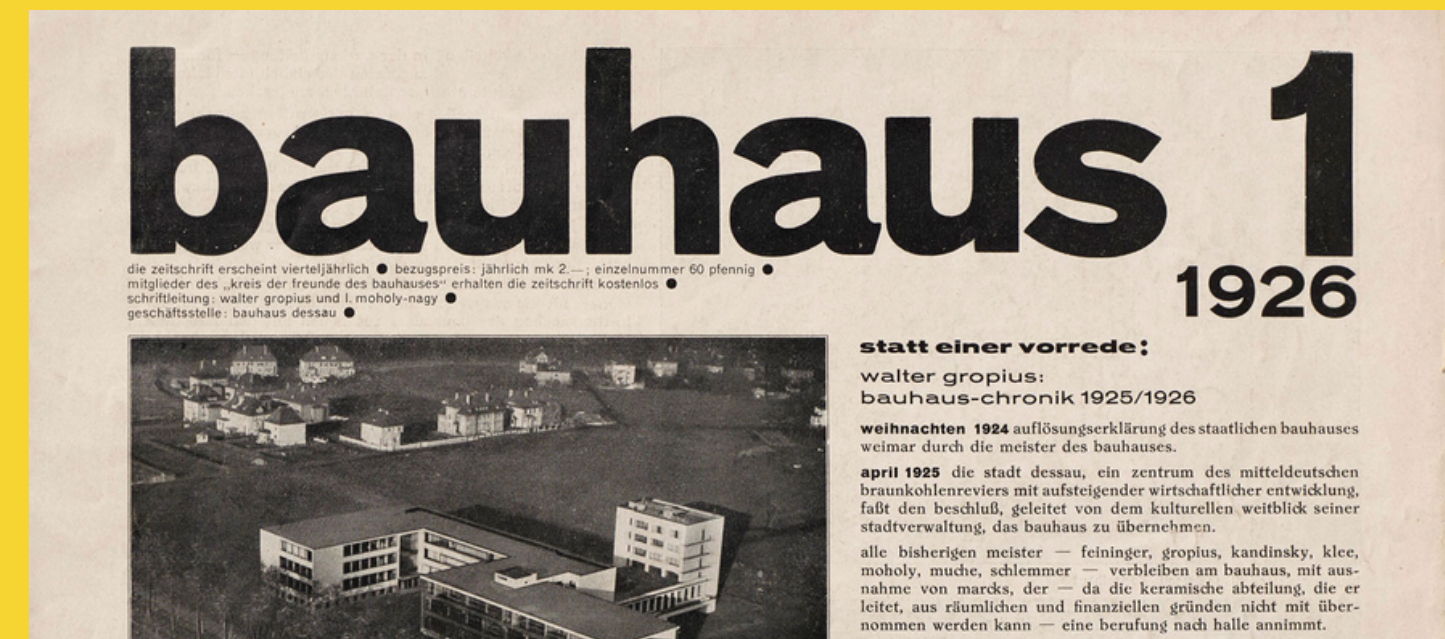 bauhaus 1
1926
die zeitschrift erscheint vierteljährlich ● bezugspreis: jährlich mk 2.—; einzelnummer 60 pfennig ●
mitglieder des „kreis der freunde des bauhauses“ erhalten die zeitschrift kostenlos ●
schriftleitung: walter gropius und l. moholy-nagy ●
geschäftsstelle: bauhaus dessau ●
statt einer vorrede:
walter gropius:
bauhaus-chronik 1925/1926
weihnachten 1924 auflösungserklärung des staatlichen bauhauses
weimar durch die meister des bauhauses.
april 1925 die stadt dessau, ein zentrum des mitteldeutschen
braunkohlenreviers mit aufsteigender wirtschaftlicher entwicklung,
faßt den beschluß, geleitet von dem kulturellen weitblick seiner
stadtverwaltung, das bauhaus zu übernehmen.
alle bisherigen meister — feininger, gropius, kandinsky, klee,
moholy, muche, schlemmer — verbleiben am bauhaus, mit aus-
nahme von marcks, der — da die keramische abteilung, die er
leitet, aus räumlichen und finanziellen gründen nicht mit über-
nommen werden kann — eine berufung nach halle annimmt.